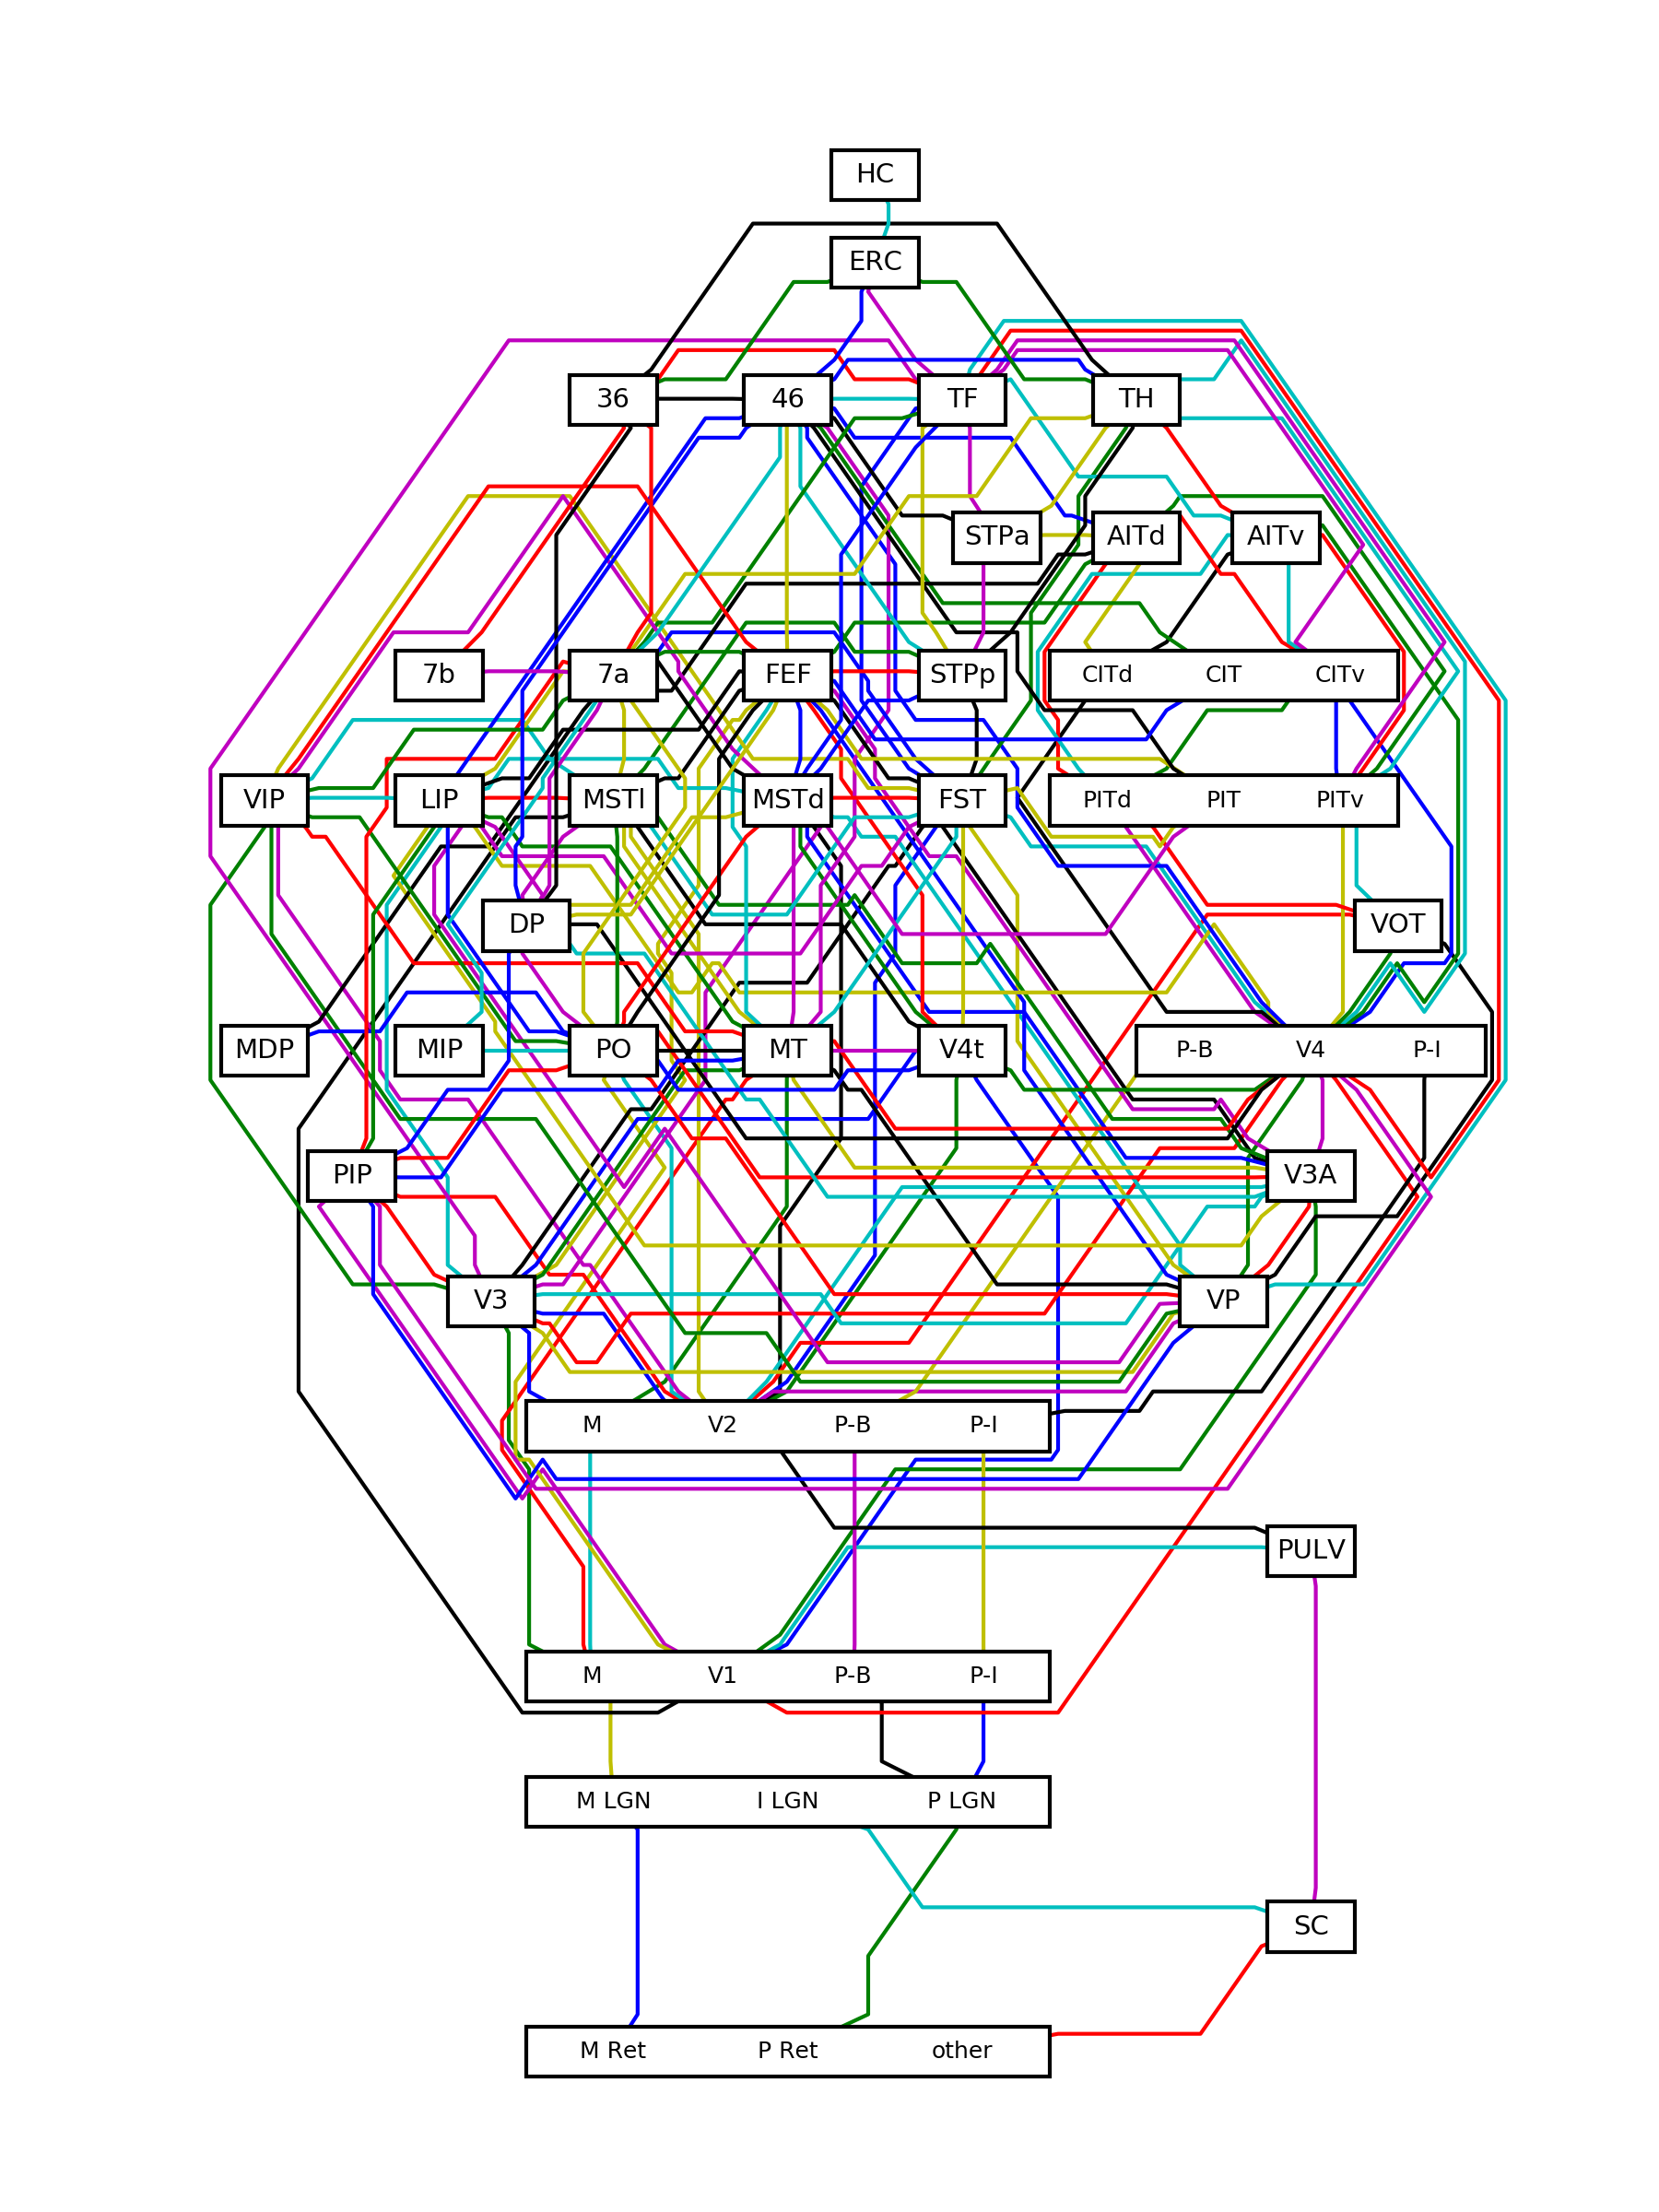 HC
ERC
36 46 TF TH
STPa AITd AITv
7b 7a FEF STPp CITd CIT CITv
VIP LIP MSTl MSTd FST PITd PIT PITv
DP VOT
MDP MIP PO MT V4t P-B V4 P-I
PIP V3A
V3 VP
M V2 P-B P-I
PULV
M V1 P-B P-I
M LGN I LGN P LGN
SC
M Ret P Ret other